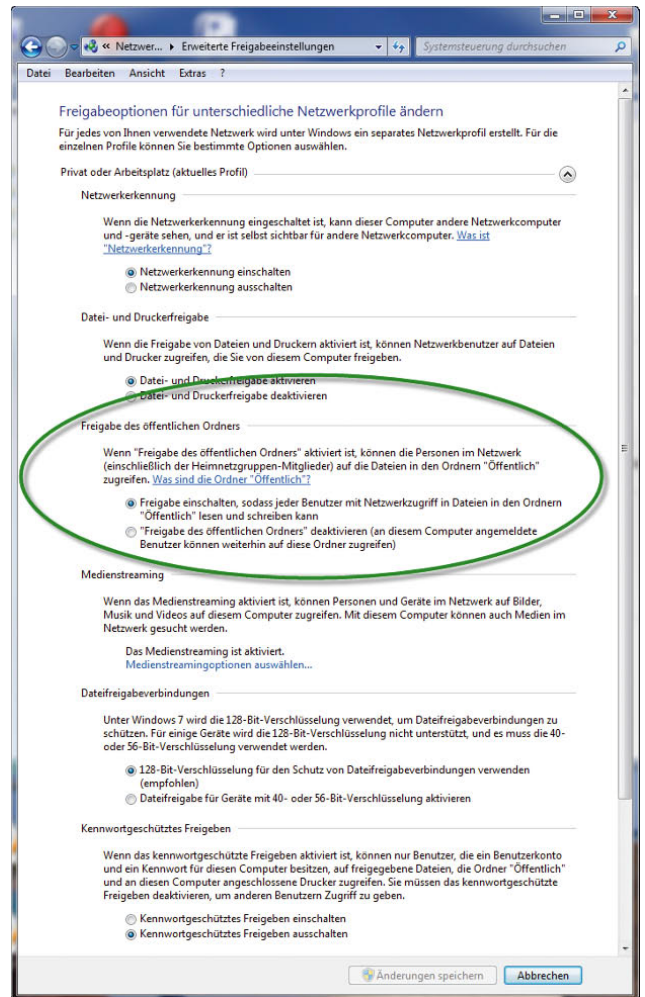 « Netzwer... ▸ Erweiterte Freigabeeinstellungen
Systemsteuerung durchsuchen
Datei Bearbeiten Ansicht Extras ?
Freigabeoptionen für unterschiedliche Netzwerkprofile ändern
Für jedes von Ihnen verwendete Netzwerk wird unter Windows ein separates Netzwerkprofil erstellt. Für die
einzelnen Profile können Sie bestimmte Optionen auswählen.
Privat oder Arbeitsplatz (aktuelles Profil)
Netzwerkerkennung
Wenn die Netzwerkerkennung eingeschaltet ist, kann dieser Computer andere Netzwerkcomputer
und -geräte sehen, und er ist selbst sichtbar für andere Netzwerkcomputer. Was ist
"Netzwerkerkennung"?
Netzwerkerkennung einschalten
Netzwerkerkennung ausschalten
Datei- und Druckerfreigabe
Wenn die Freigabe von Dateien und Druckern aktiviert ist, können Netzwerkbenutzer auf Dateien
und Drucker zugreifen, die Sie von diesem Computer freigeben.
Datei- und Druckerfreigabe aktivieren
Datei- und Druckerfreigabe deaktivieren
Freigabe des öffentlichen Ordners
Wenn "Freigabe des öffentlichen Ordners" aktiviert ist, können die Personen im Netzwerk
(einschließlich der Heimnetzgruppen-Mitglieder) auf die Dateien in den Ordnern "Öffentlich"
zugreifen. Was sind die Ordner "Öffentlich"?
Freigabe einschalten, sodass jeder Benutzer mit Netzwerkzugriff in Dateien in den Ordnern
"Öffentlich" lesen und schreiben kann
"Freigabe des öffentlichen Ordners" deaktivieren (an diesem Computer angemeldete
Benutzer können weiterhin auf diese Ordner zugreifen)
Medienstreaming
Wenn das Medienstreaming aktiviert ist, können Personen und Geräte im Netzwerk auf Bilder,
Musik und Videos auf diesem Computer zugreifen. Mit diesem Computer können auch Medien im
Netzwerk gesucht werden.
Das Medienstreaming ist aktiviert.
Medienstreamingoptionen auswählen...
Dateifreigabeverbindungen
Unter Windows 7 wird die 128-Bit-Verschlüsselung verwendet, um Dateifreigabeverbindungen zu
schützen. Für einige Geräte wird die 128-Bit-Verschlüsselung nicht unterstützt, und es muss die 40-
oder 56-Bit-Verschlüsselung verwendet werden.
128-Bit-Verschlüsselung für den Schutz von Dateifreigabeverbindungen verwenden
(empfohlen)
Dateifreigabe für Geräte mit 40- oder 56-Bit-Verschlüsselung aktivieren
Kennwortgeschütztes Freigeben
Wenn das kennwortgeschützte Freigeben aktiviert ist, können nur Benutzer, die ein Benutzerkonto
und ein Kennwort für diesen Computer besitzen, auf freigegebene Dateien, die Ordner "Öffentlich"
und an diesen Computer angeschlossene Drucker zugreifen. Sie müssen das kennwortgeschützte
Freigeben deaktivieren, um anderen Benutzern Zugriff zu geben.
Kennwortgeschütztes Freigeben einschalten
Kennwortgeschütztes Freigeben ausschalten
Änderungen speichern Abbrechen